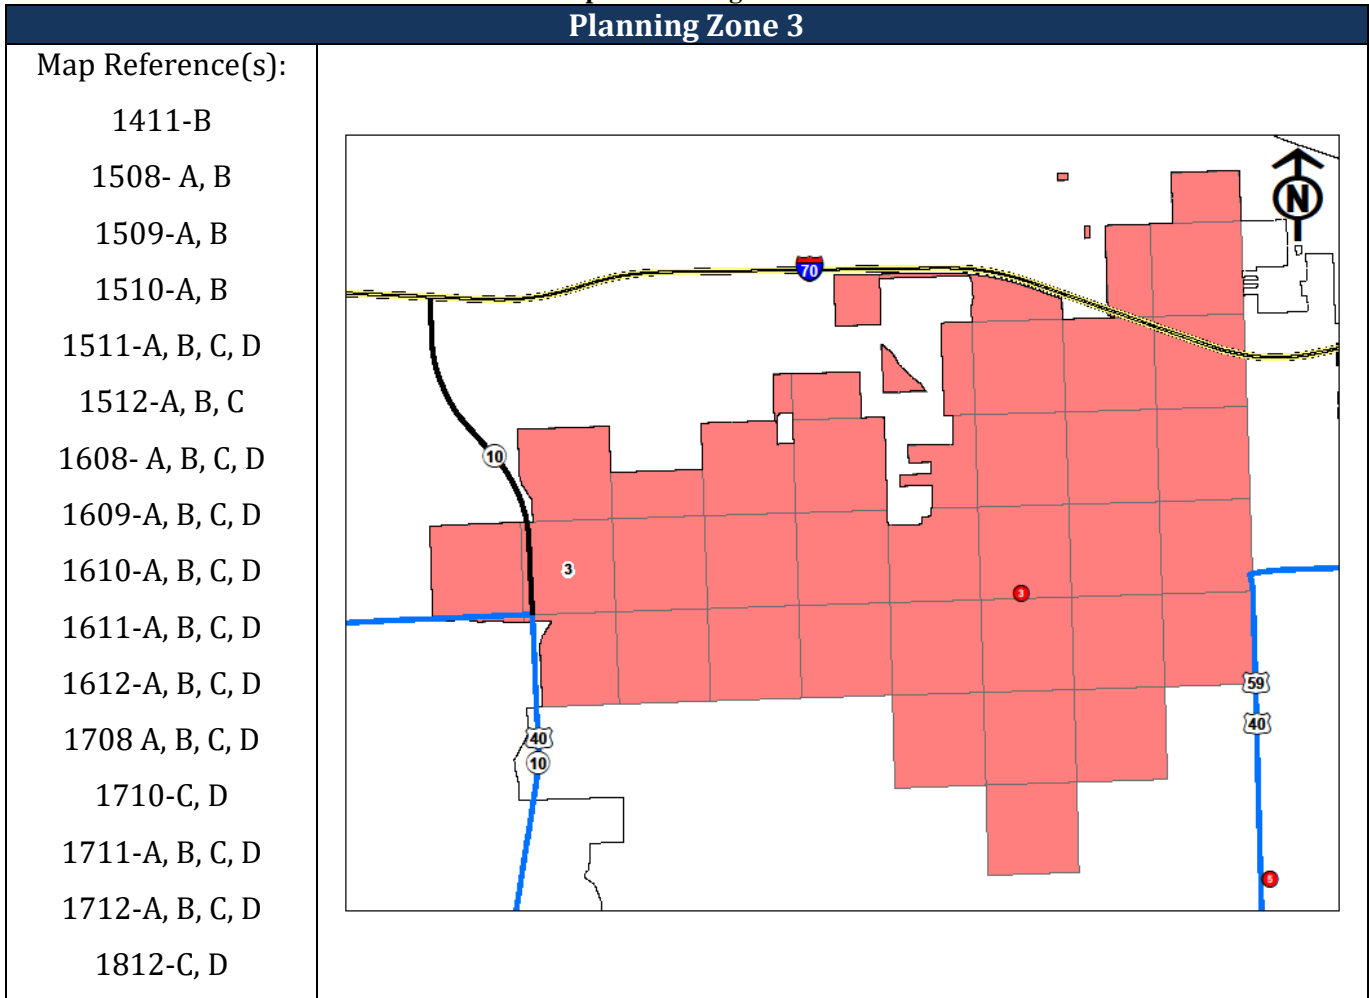 Planning Zone 3
Map Reference(s):
1411-B
1508- A, B
1509-A, B
1510-A, B
1511-A, B, C, D
1512-A, B, C
1608- A, B, C, D
1609-A, B, C, D
1610-A, B, C, D
1611-A, B, C, D
1612-A, B, C, D
1708 A, B, C, D
1710-C, D
1711-A, B, C, D
1712-A, B, C, D
1812-C, D
N
70
10
3
3
59
40
40
10
5